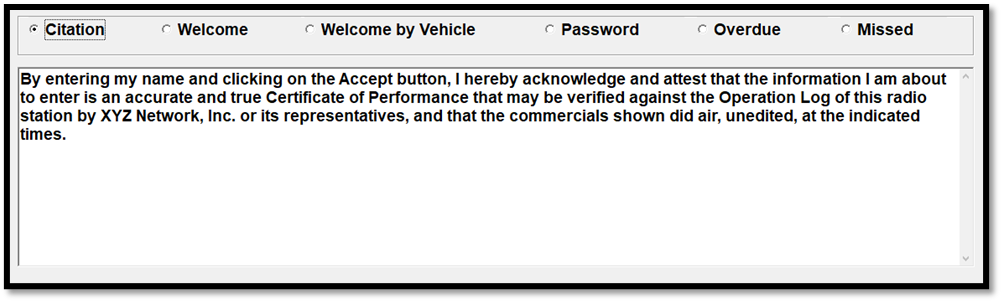 Citation Welcome Welcome by Vehicle Password Overdue Missed
By entering my name and clicking on the Accept button, I hereby acknowledge and attest that the information I am about
to enter is an accurate and true Certificate of Performance that may be verified against the Operation Log of this radio
station by XYZ Network, Inc. or its representatives, and that the commercials shown did air, unedited, at the indicated
times.